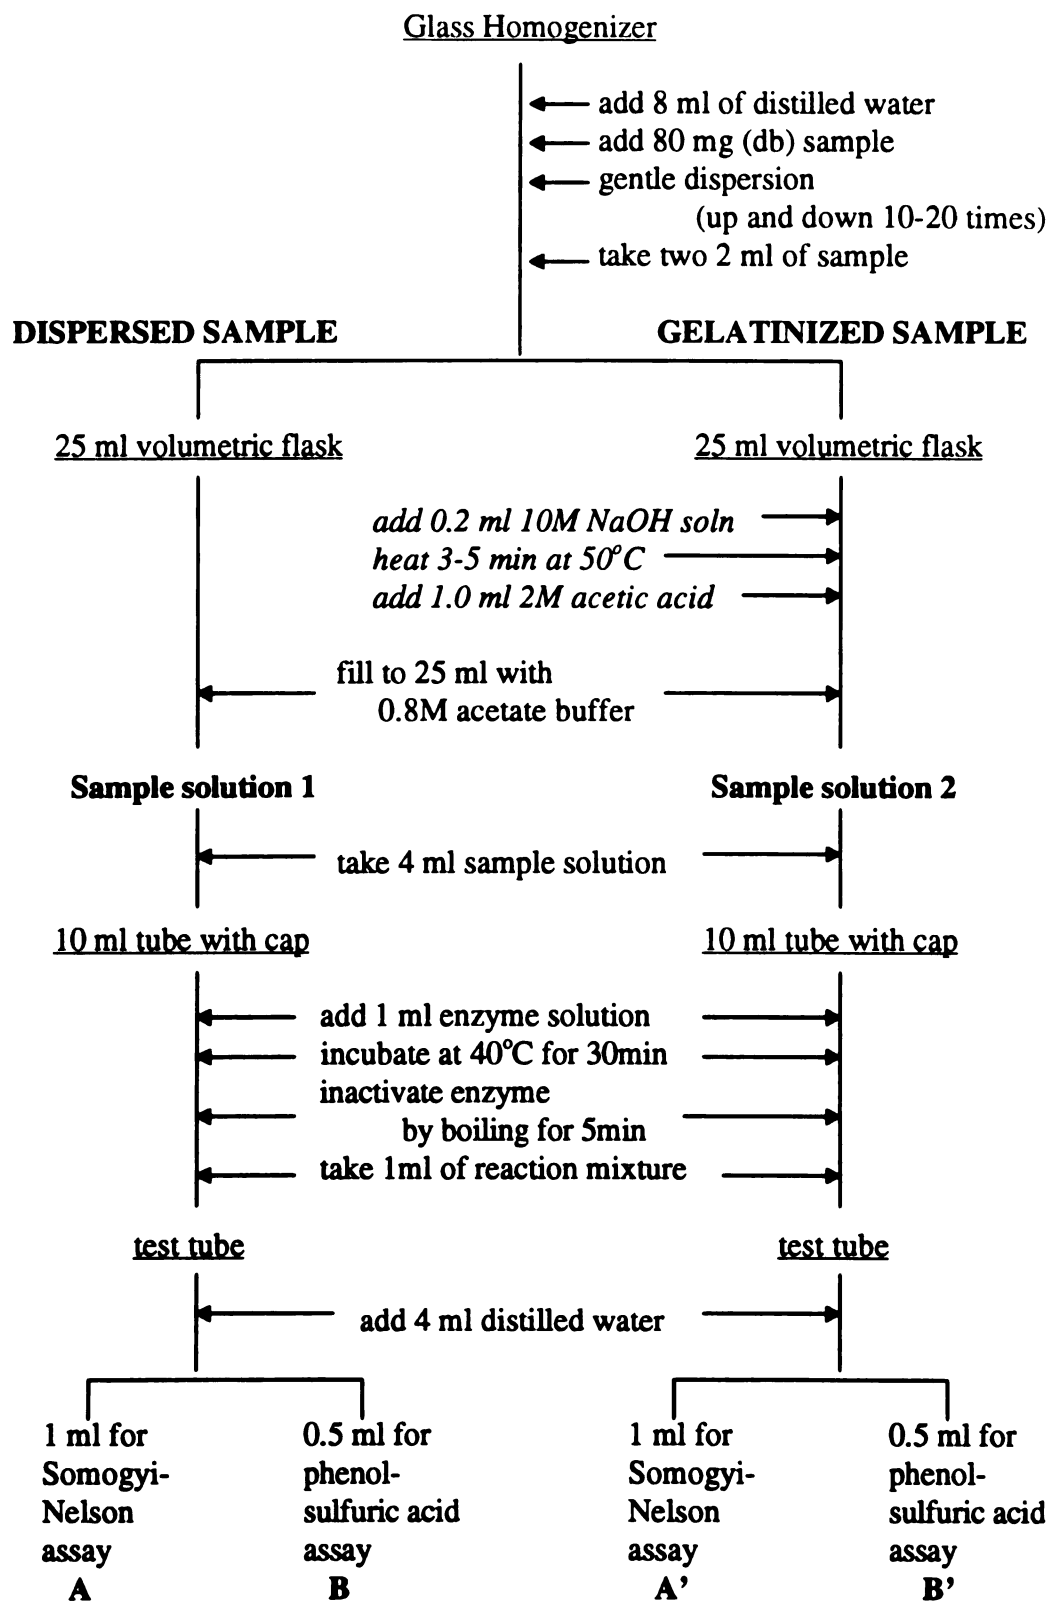 Glass Homogenizer
add 8 ml of distilled water
add 80 mg (db) sample
gentle dispersion
(up and down 10-20 times)
take two 2 ml of sample
DISPERSED SAMPLE
GELATINIZED SAMPLE
25 ml volumetric flask
25 ml volumetric flask
add 0.2 ml 10M NaOH soln
heat 3-5 min at 50°C
add 1.0 ml 2M acetic acid
fill to 25 ml with
0.8M acetate buffer
Sample solution 1
Sample solution 2
take 4 ml sample solution
10 ml tube with cap
10 ml tube with cap
add 1 ml enzyme solution
incubate at 40°C for 30min
inactivate enzyme
by boiling for 5min
take 1ml of reaction mixture
test tube
test tube
add 4 ml distilled water
1 ml for
Somogyi-
Nelson
assay
A
0.5 ml for
phenol-
sulfuric acid
assay
B
1 ml for
Somogyi-
Nelson
assay
A'
0.5 ml for
phenol-
sulfuric acid
assay
B'